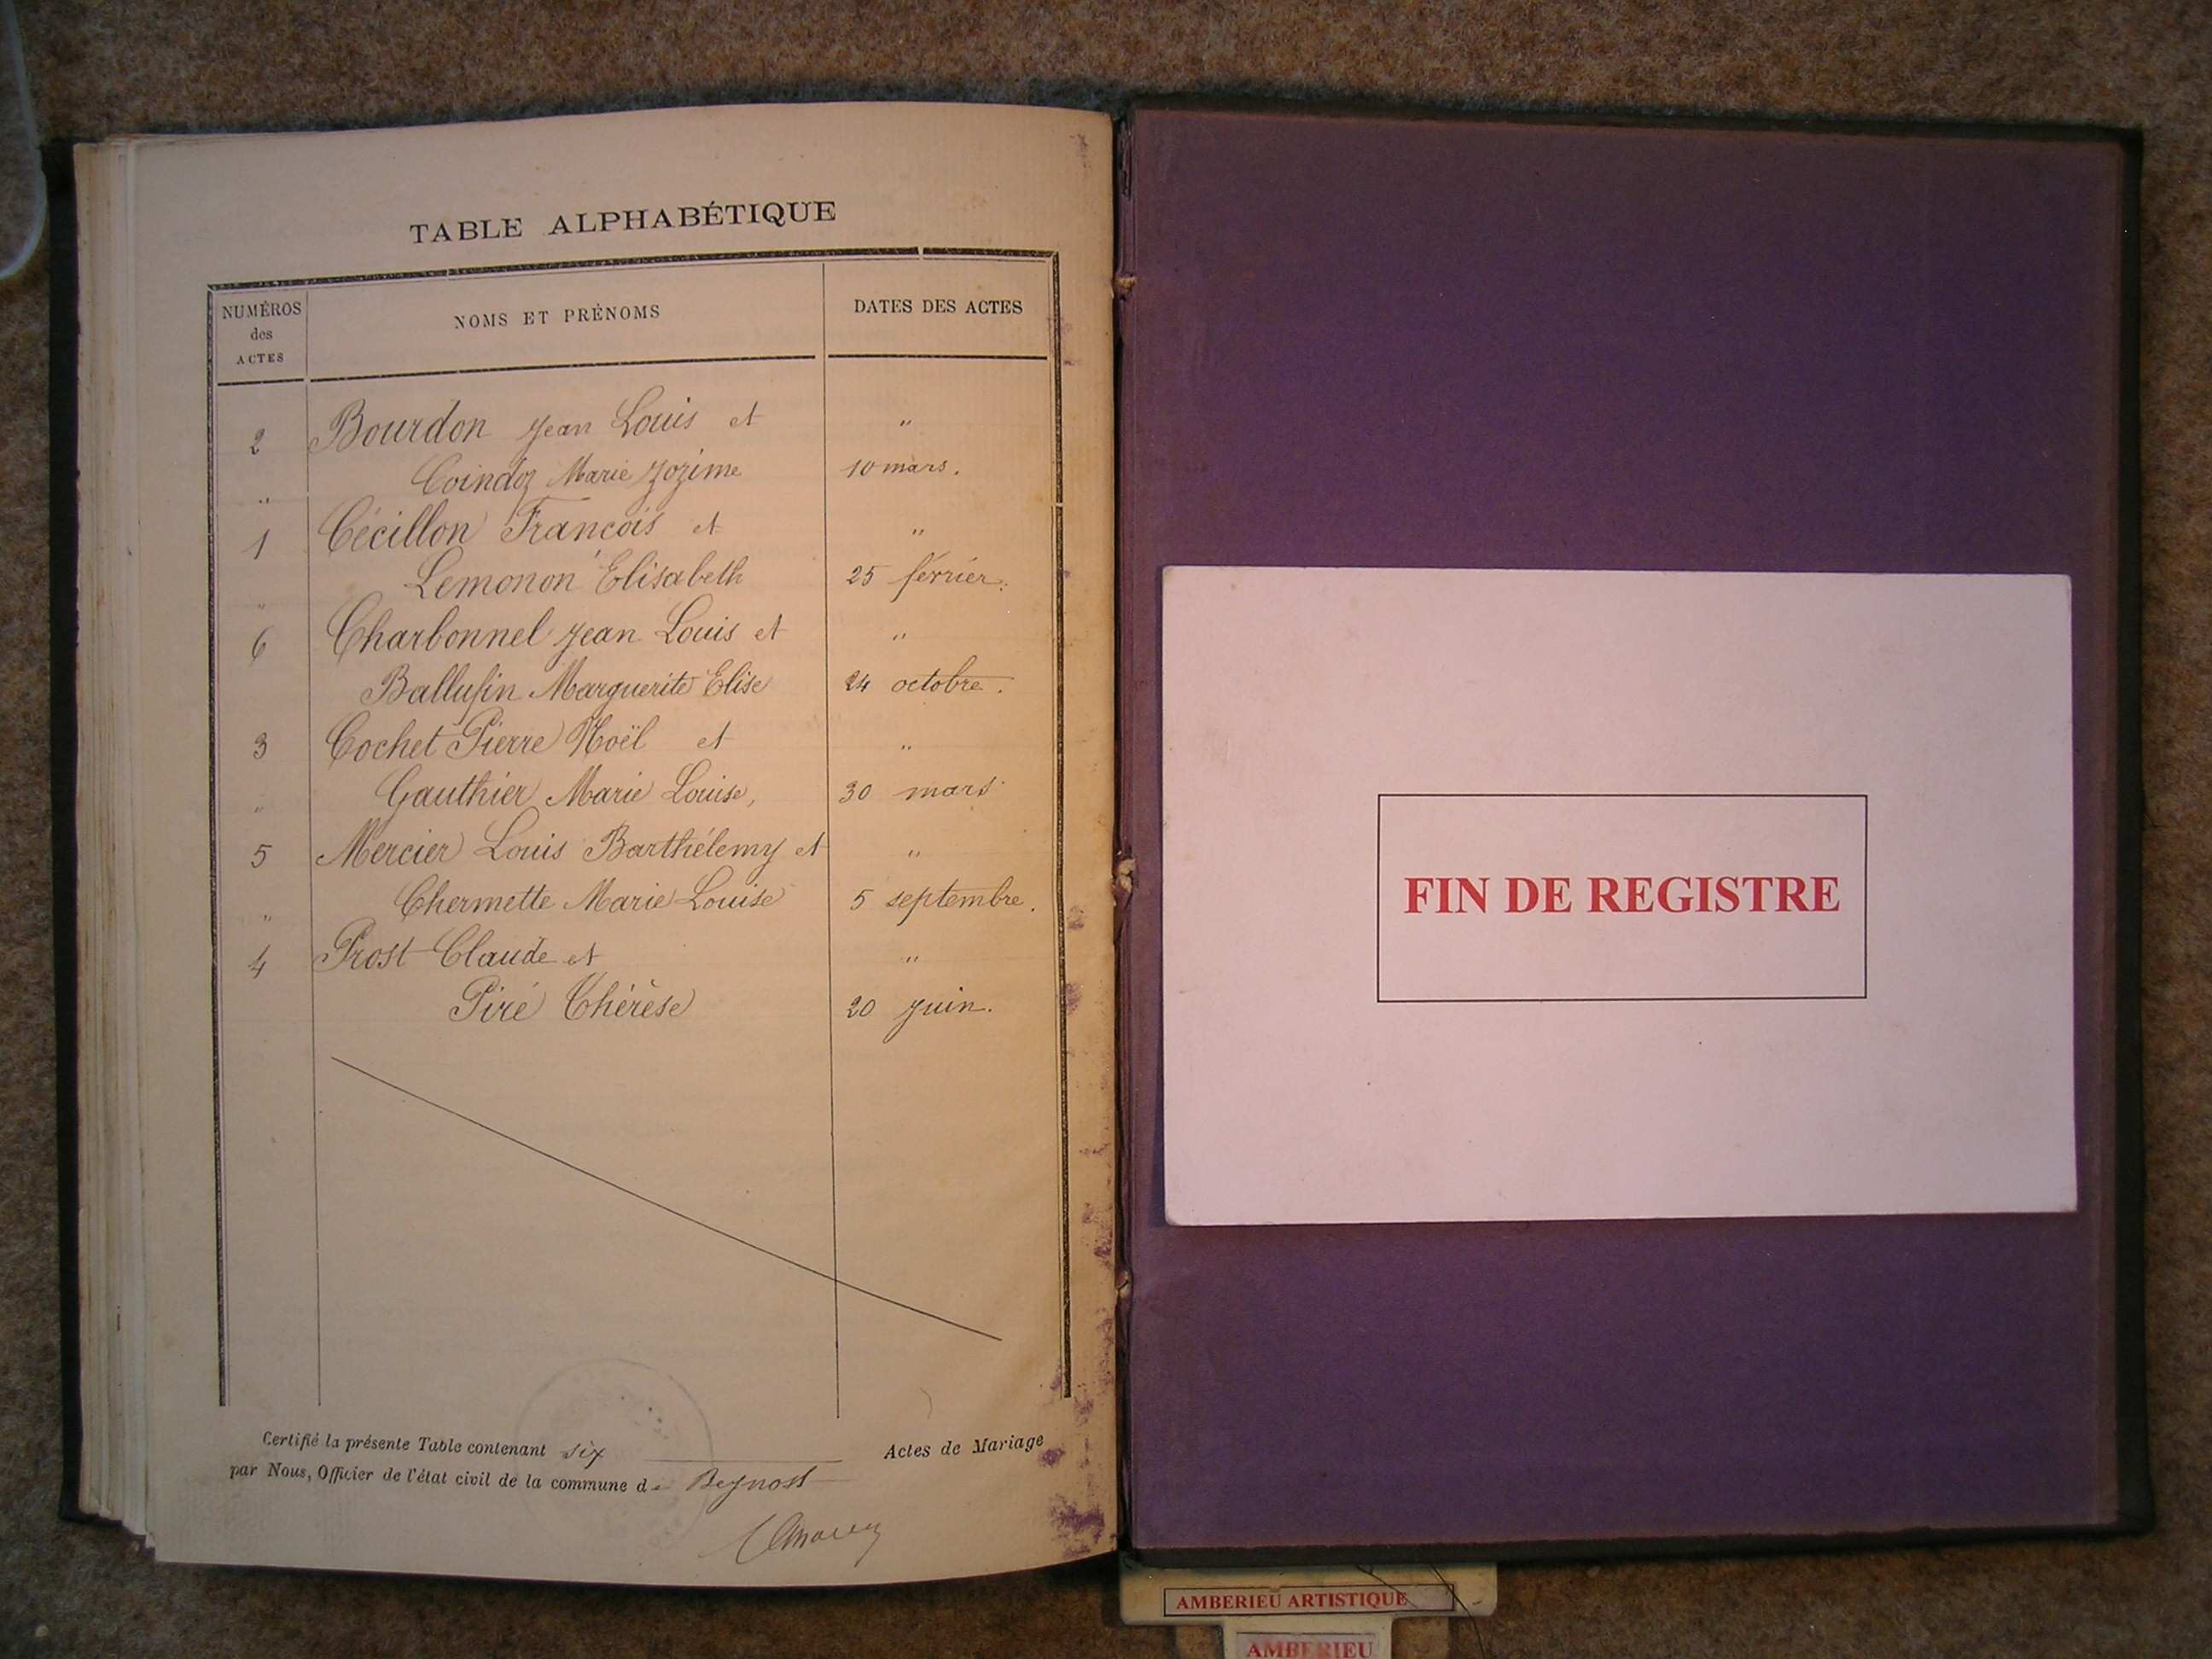 TABLE ALPHABÉTIQUE
NUMÉROS des ACTES NOMS ET PRÉNOMS DATES DES ACTES
2 Bourdon Jean Louis et "
" Coindoz Marie Zozime 10 mars.
1 Cécillon François et "
" Lemonon Elisabeth 25 février.
6 Charbonnel Jean Louis et "
Ballufin Marguerite Elise 24 octobre.
3 Cochet Pierre Noël et "
" Gauthier Marie Louise, 30 mars
5 Mercier Louis Barthélemy et "
" Chermette Marie Louise 5 septembre.
4 Prost Claude et "
Piré Thérèse 20 juin.
Certifié la présente Table contenant six Actes de Mariage
par Nous, Officier de l'état civil de la commune de Beynost
FIN DE REGISTRE
AMBERIEU ARTISTIQUE
AMBERIEU